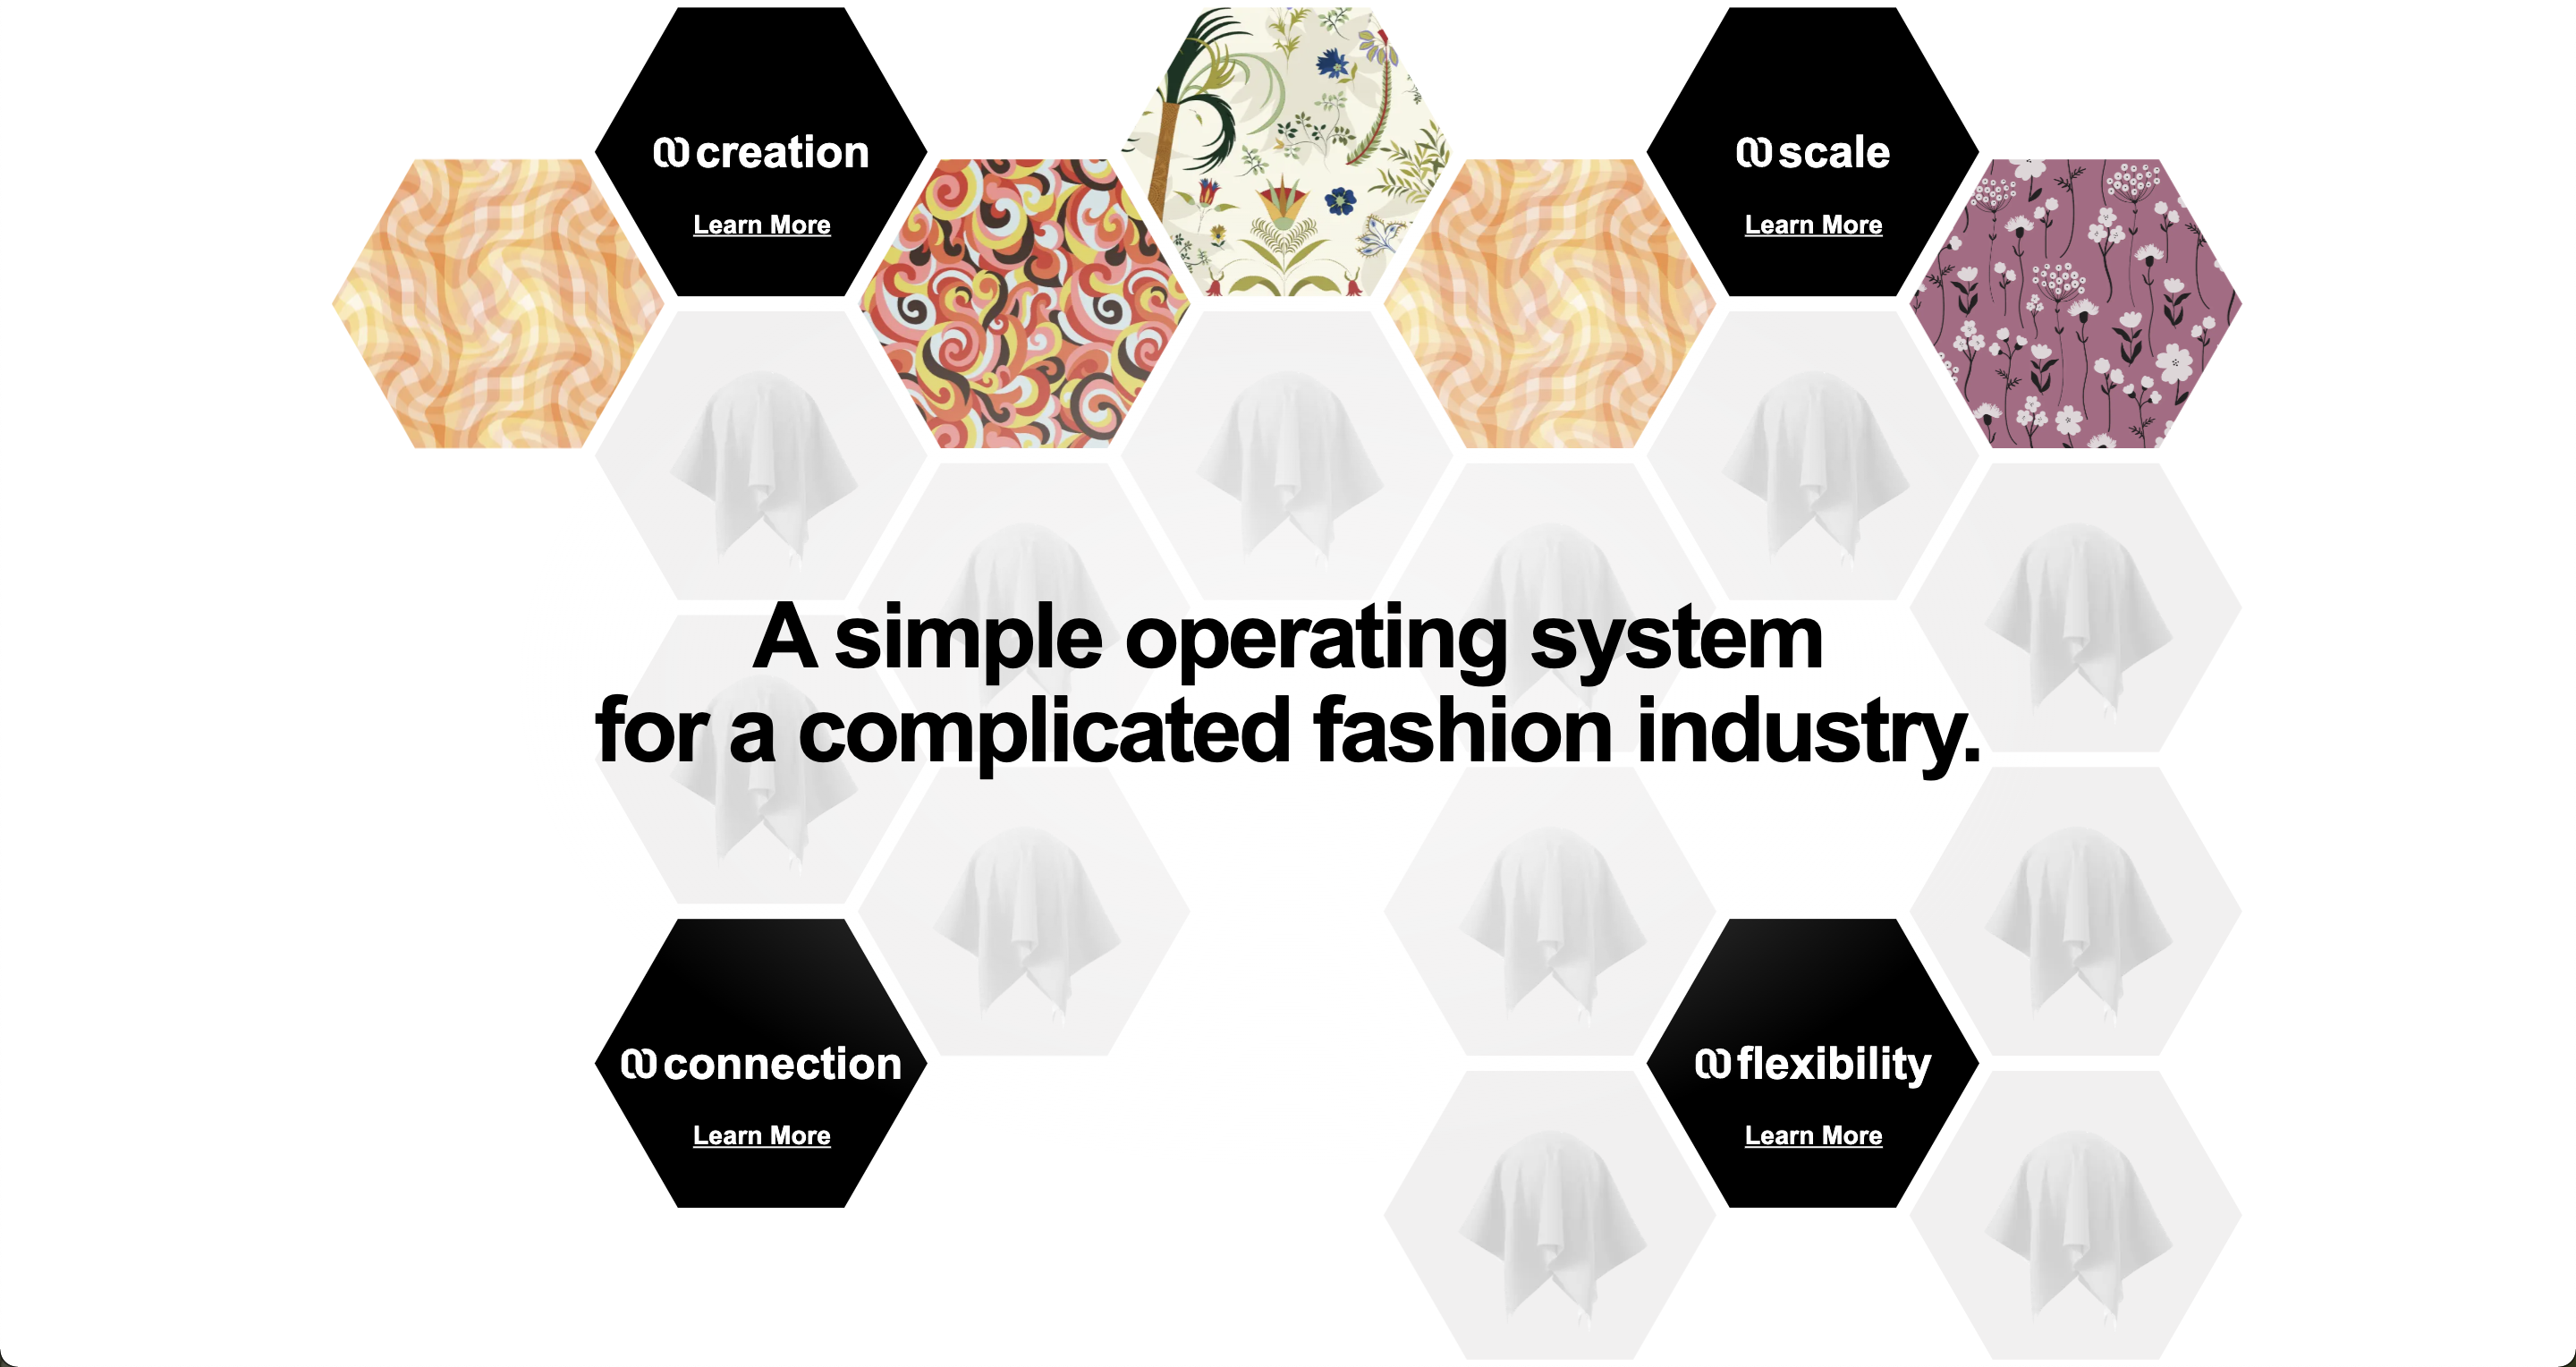 creation
Learn More
scale
Learn More
A simple operating system
for a complicated fashion industry.
connection
Learn More
flexibility
Learn More